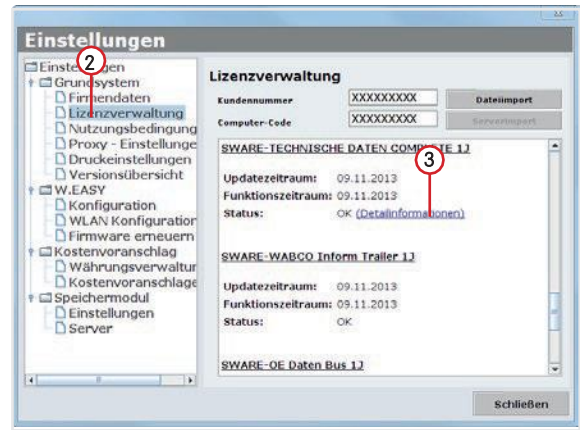 Einstellungen
2
Einstellungen
Grundsystem
Firmendaten
Lizenzverwaltung
Nutzungsbedingung
Proxy - Einstellunge
Druckeinstellungen
Versionsübersicht
W.EASY
Konfiguration
WLAN Konfiguration
Firmware erneuern
Kostenvoranschlag
Währungsverwaltur
Kostenvoranschlage
Speichermodul
Einstellungen
Server
Lizenzverwaltung
Kundennummer XXXXXXXXX Dateiimport
Computer-Code XXXXXXXXX Serverimport
SWARE-TECHNISCHE DATEN COMPLETE 1J
3
Updatezeitraum: 09.11.2013
Funktionszeitraum: 09.11.2013
Status: OK (Detailinformationen)
SWARE-WABCO Inform Trailer 1J
Updatezeitraum: 09.11.2013
Funktionszeitraum: 09.11.2013
Status: OK
SWARE-OE Daten Bus 1J
Schließen